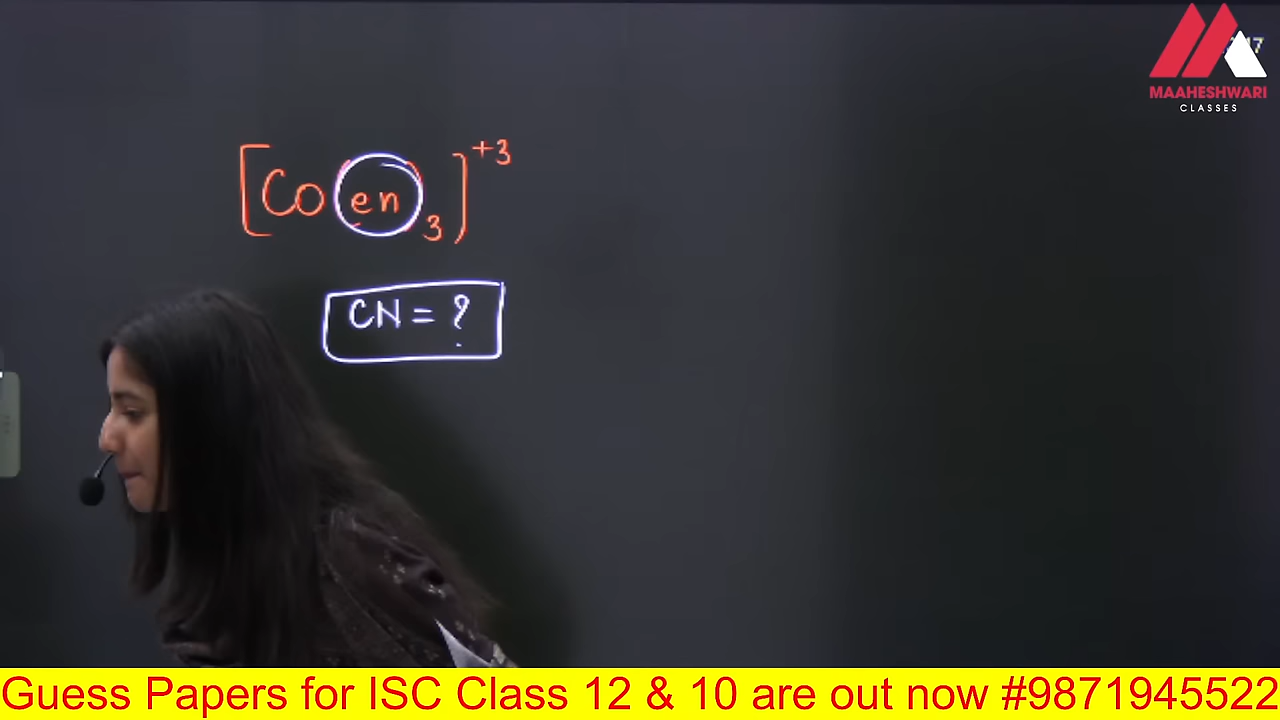 MAAHESHWARI
CLASSES
[Co(en)3]+3
CN = ?
Guess Papers for ISC Class 12 & 10 are out now #9871945522